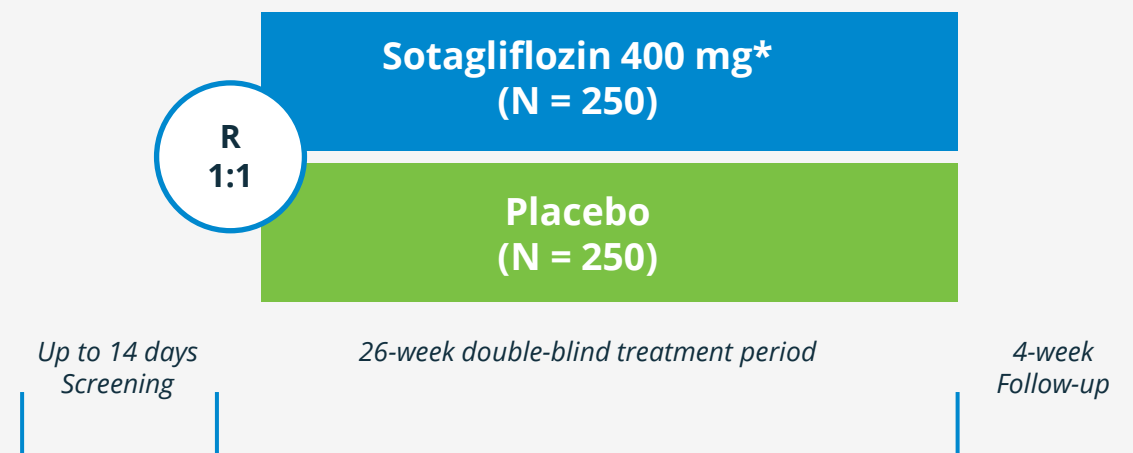 Sotagliflozin 400 mg*
(N = 250)
R
1:1
Placebo
(N = 250)
Up to 14 days
Screening
26-week double-blind treatment period
4-week
Follow-up